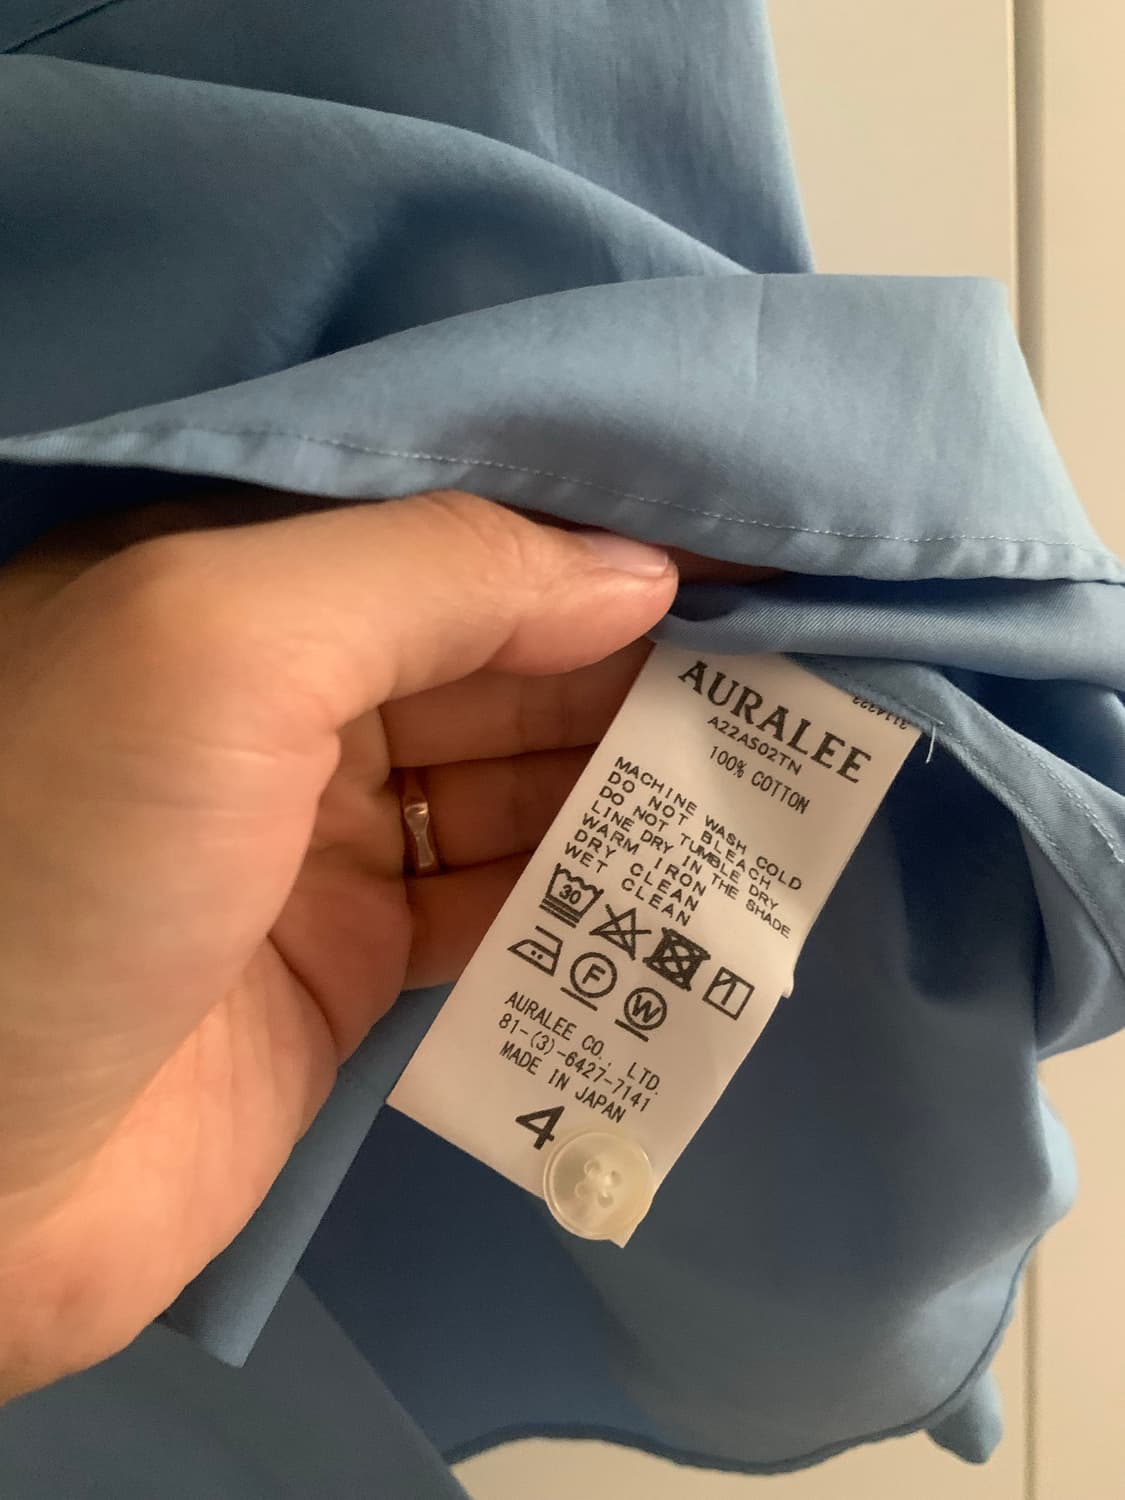 AURALEE
A22AS02TN
100% COTTON
MACHINE WASH COLD
DO NOT BLEACH
DO NOT TUMBLE DRY
LINE DRY IN THE SHADE
WARM IRON
DRY CLEAN
WET CLEAN
30
F
W
AURALEE CO., LTD.
81-(3)-6427-7141
MADE IN JAPAN
4